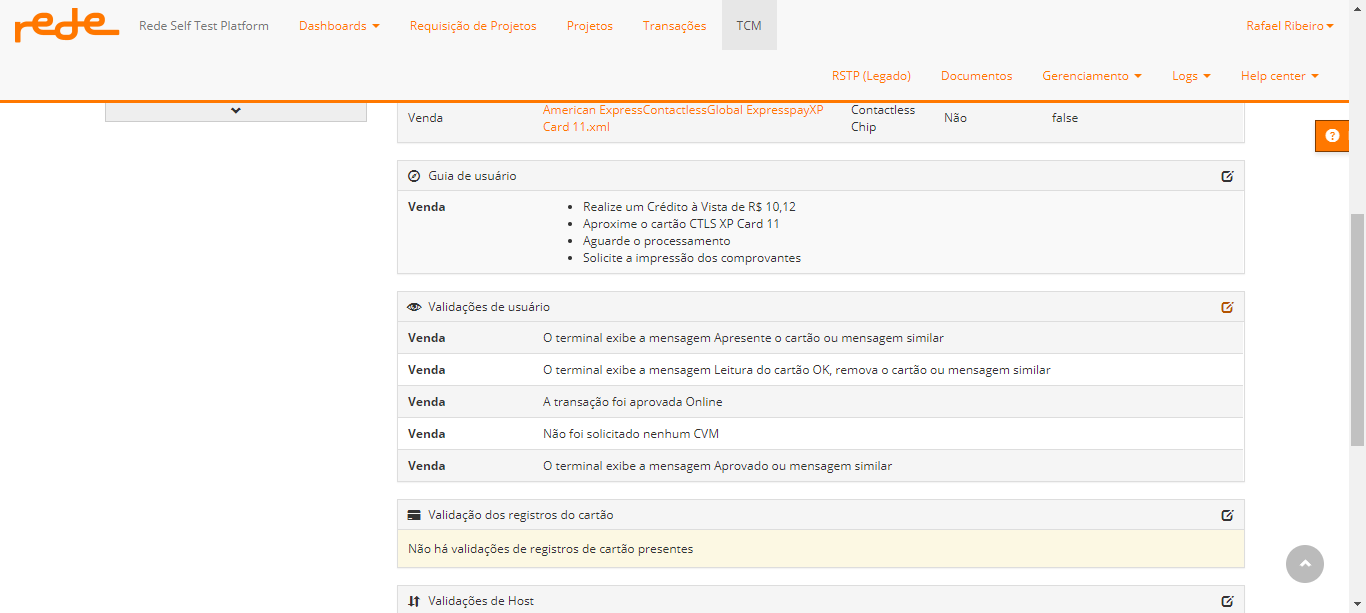 rede Rede Self Test Platform Dashboards Requisição de Projetos Projetos Transações TCM Rafael Ribeiro
RSTP (Legado) Documentos Gerenciamento Logs Help center
Venda American ExpressContactlessGlobal ExpresspayXP Contactless Não false
Card 11.xml Chip
Guia de usuário
Venda Realize um Crédito à Vista de R$ 10,12
Aproxime o cartão CTLS XP Card 11
Aguarde o processamento
Solicite a impressão dos comprovantes
Validações de usuário
Venda O terminal exibe a mensagem Apresente o cartão ou mensagem similar
Venda O terminal exibe a mensagem Leitura do cartão OK, remova o cartão ou mensagem similar
Venda A transação foi aprovada Online
Venda Não foi solicitado nenhum CVM
Venda O terminal exibe a mensagem Aprovado ou mensagem similar
Validação dos registros do cartão
Não há validações de registros de cartão presentes
Validações de Host